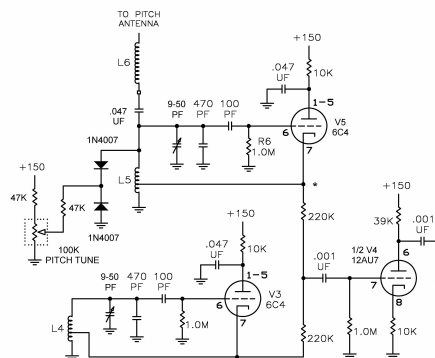 TO PITCH
ANTENNA
L6
+150
.047
UF
10K
.047
UF
9-50
PF
470
PF
100
PF
1-5
V5
6C4
6
7
1N4007
R6
1.0M
+150
L5
*
47K
47K
+150
1N4007
100K
PITCH TUNE
220K
39K
.001
UF
+150
.047
UF
10K
.001
UF
1/2 V4
12AU7
6
7
8
9-50
PF
470
PF
100
PF
1-5
V3
6C4
6
7
L4
1.0M
220K
1.0M
10K